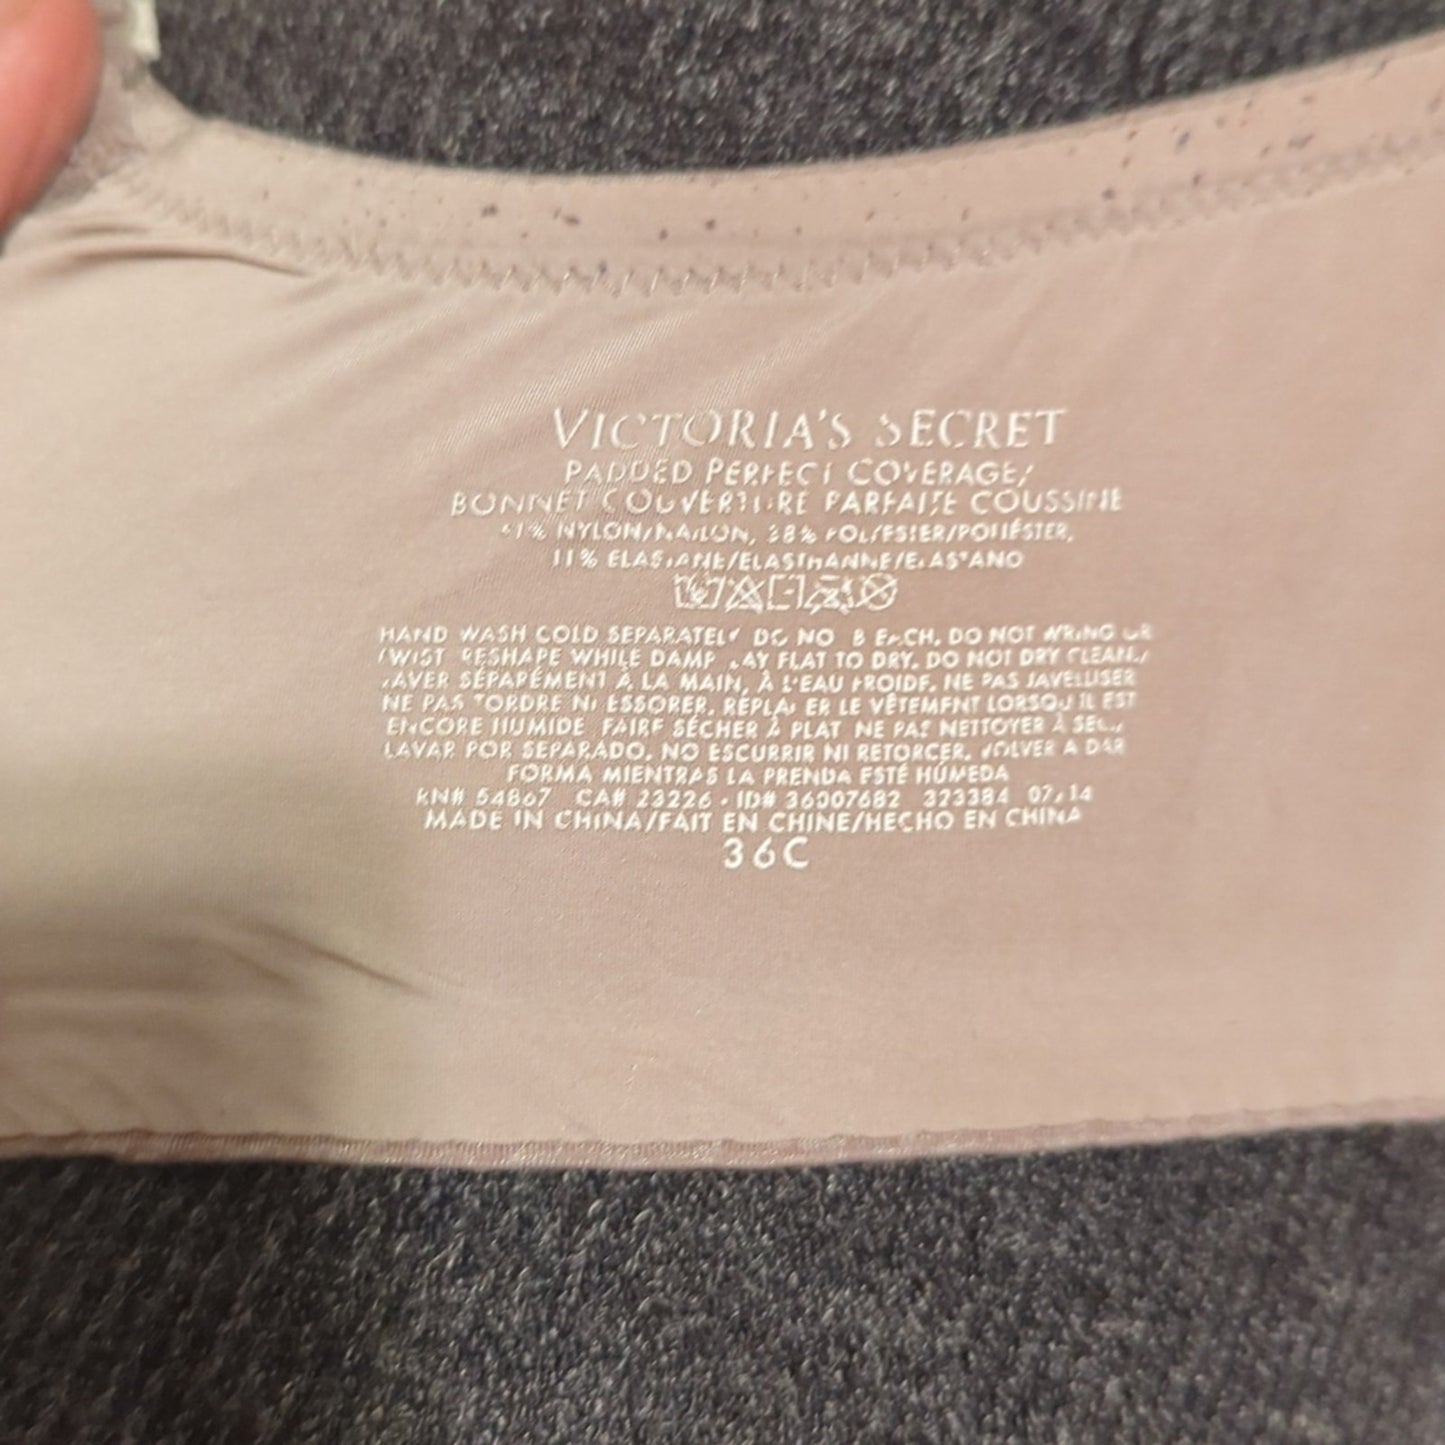 VICTORIA'S SECRET
PADDED PERFECT COVERAGE/
BONNET COUVERTURE PARFAITE COUSSINÉ
NYLON/NAILON, 38% POLYESTER/POLIÉSTER,
11% ELASTANE/ELASTHANNE/ELASTANO
HAND WASH COLD SEPARATELY DO NO B EACH. DO NOT WRING OR
TWIST RESHAPE WHILE DAMP LAY FLAT TO DRY. DO NOT DRY CLEAN./
LAVER SÉPARÉMENT À LA MAIN, À L'EAU FROIDE. NE PAS JAVELLISER
NE PAS TORDRE NI ESSORER. REPLACER LE VÊTEMENT LORSQU'IL EST
ENCORE HUMIDE FAIRE SÉCHER À PLAT NE PAS NETTOYER À SEC./
LAVAR POR SEPARADO. NO ESCURRIR NI RETORCER. VOLVER A DAR
FORMA MIENTRAS LA PRENDA ESTÉ HÚMEDA
RN# 54867 CA# 23226 • ID# 36007682 323384 07/14
MADE IN CHINA/FAIT EN CHINE/HECHO EN CHINA
36C